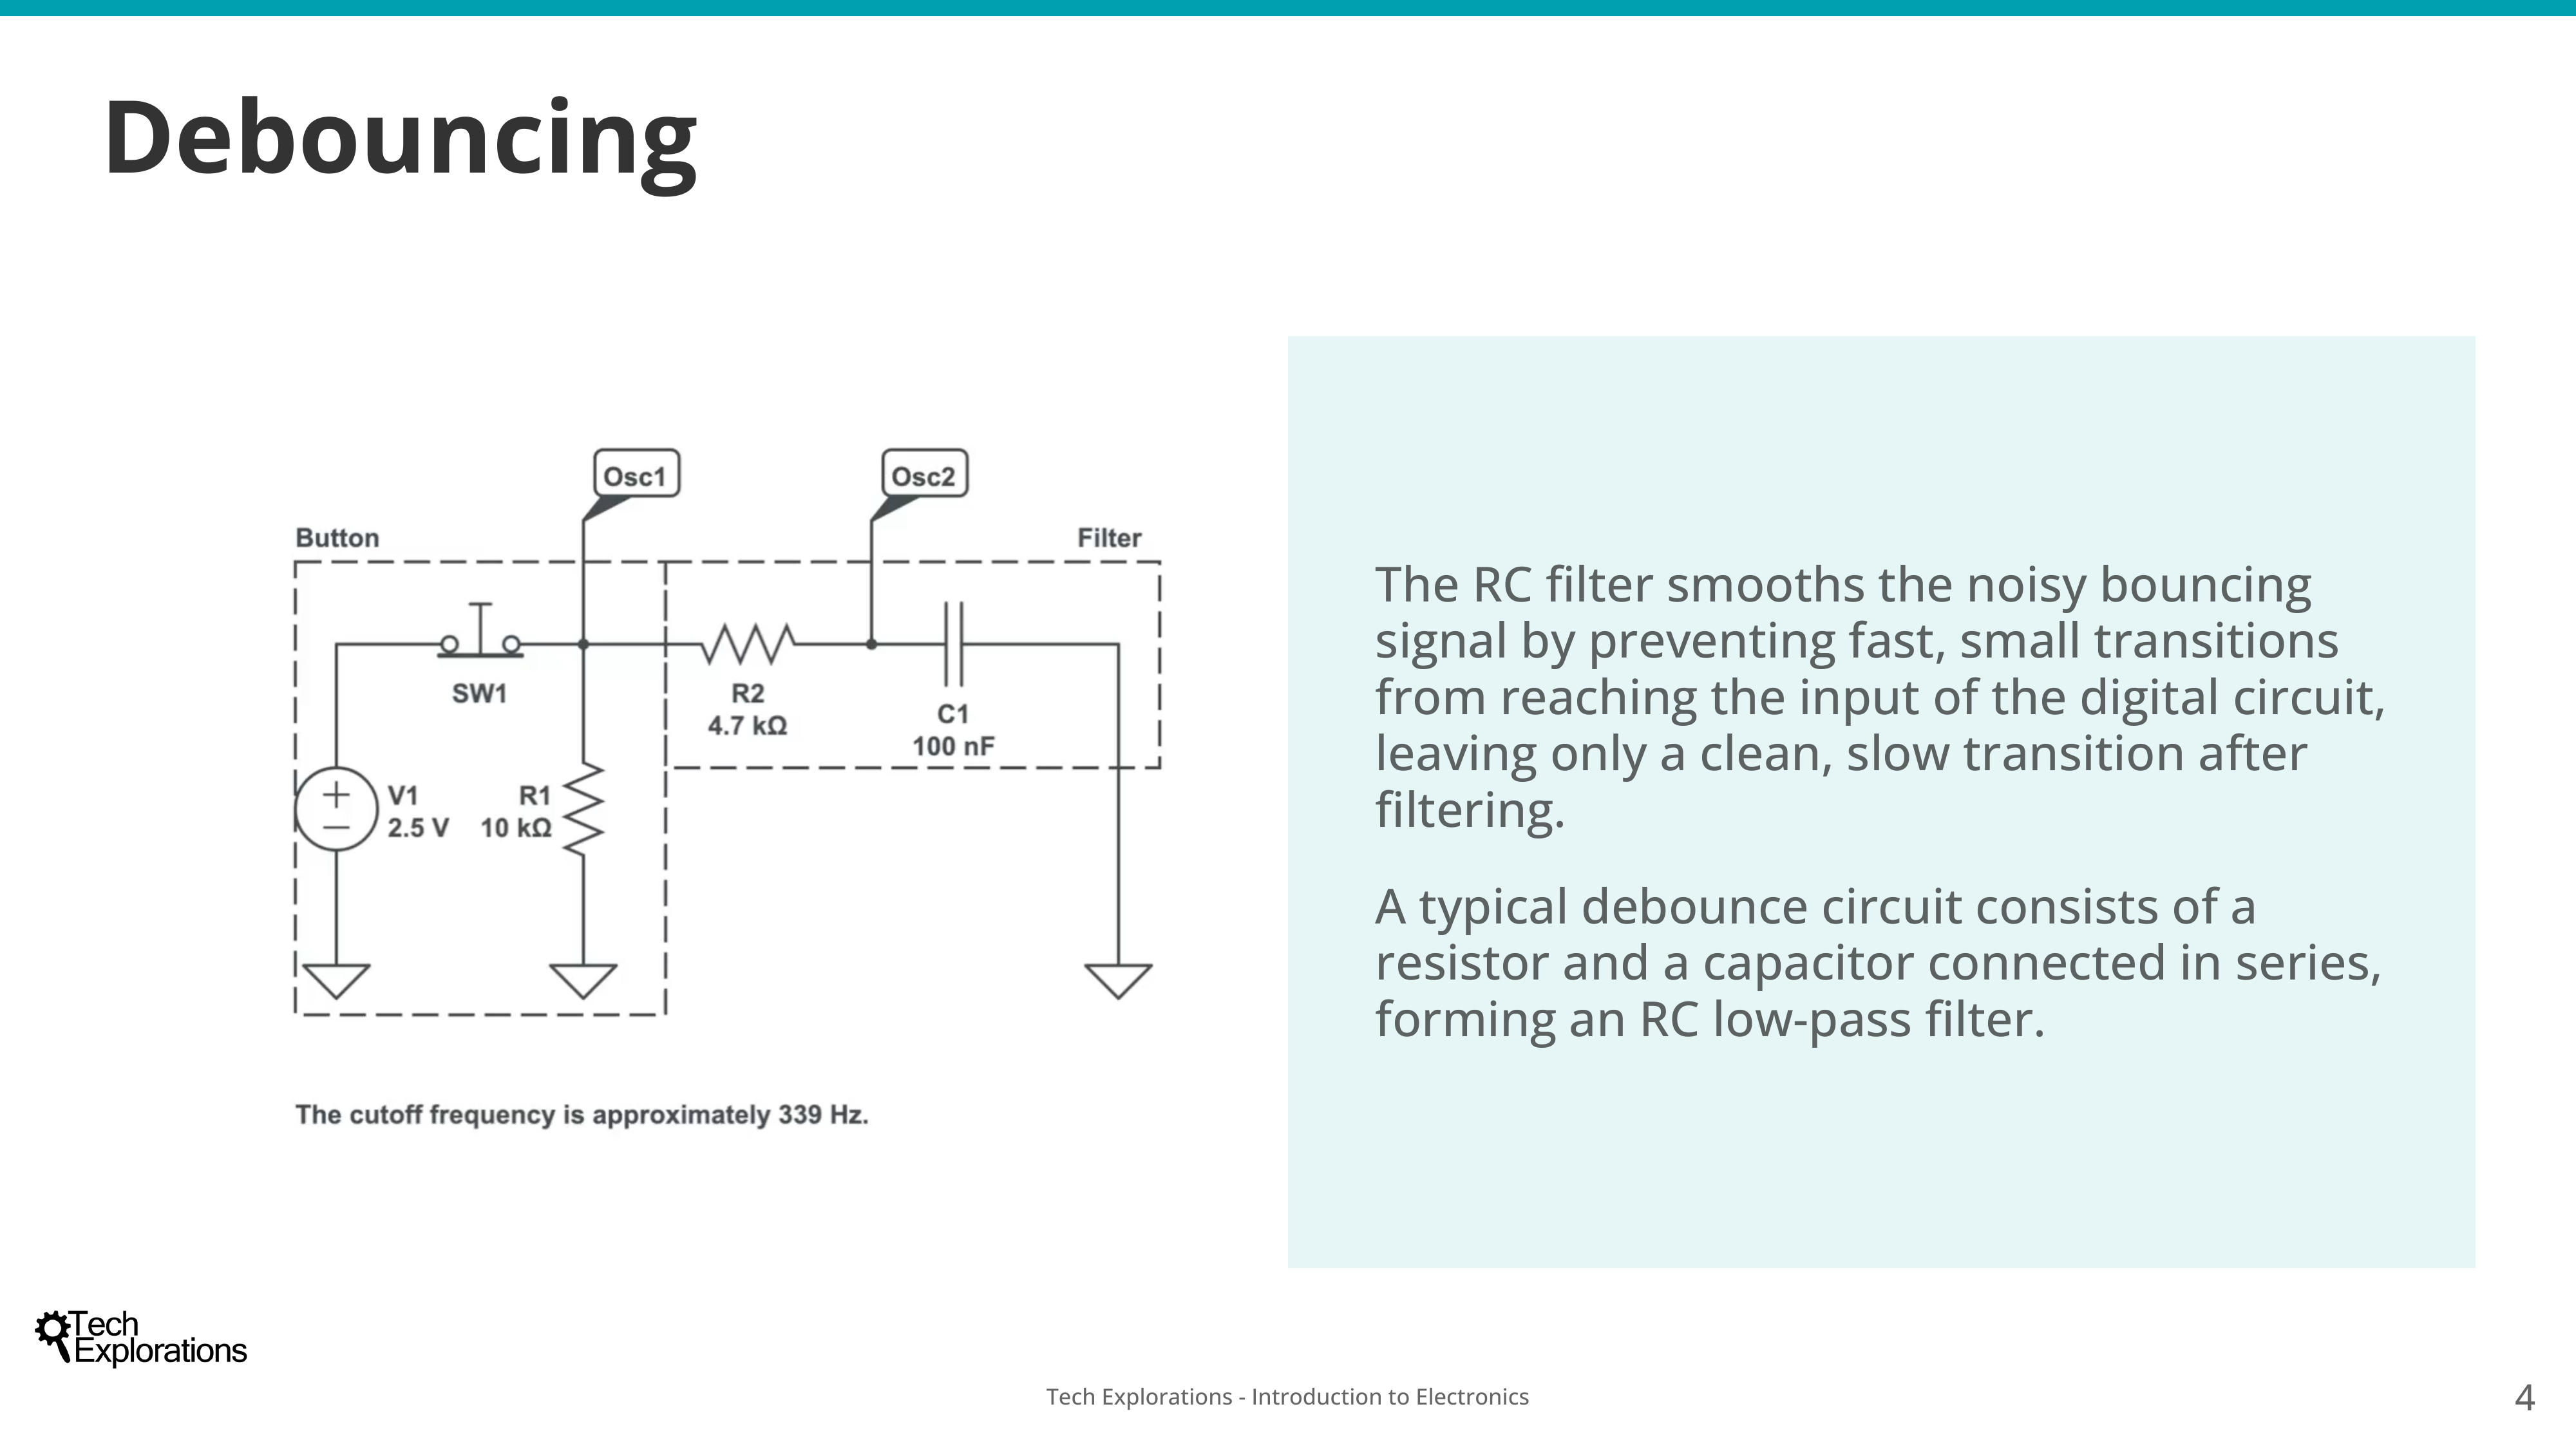 Debouncing
Osc1
Osc2
Button
Filter
SW1
R2
4.7 kΩ
C1
100 nF
V1
2.5 V
R1
10 kΩ
The cutoff frequency is approximately 339 Hz.
The RC filter smooths the noisy bouncing
signal by preventing fast, small transitions
from reaching the input of the digital circuit,
leaving only a clean, slow transition after
filtering.
A typical debounce circuit consists of a
resistor and a capacitor connected in series,
forming an RC low-pass filter.
Tech
Explorations
Tech Explorations - Introduction to Electronics
4